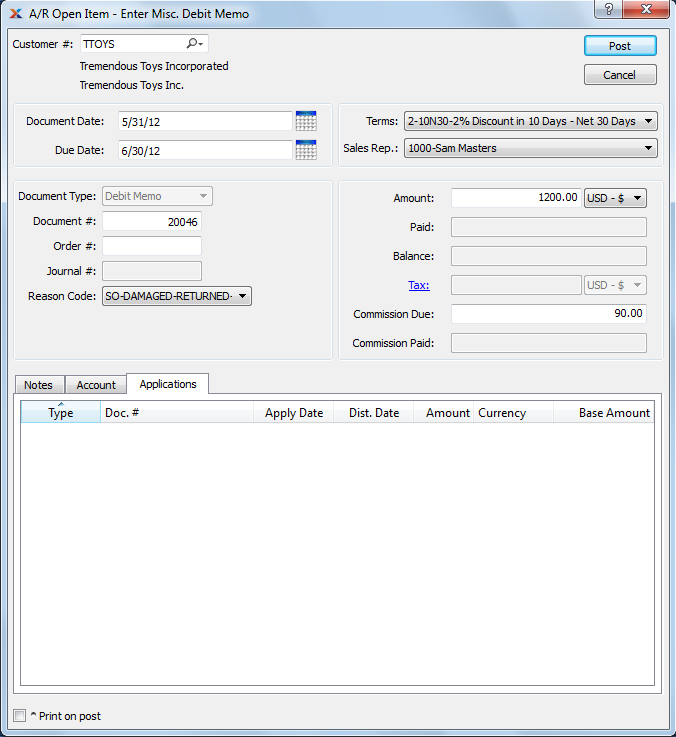 A/R Open Item - Enter Misc. Debit Memo
Customer #: TTOYS
Post
Tremendous Toys Incorporated
Cancel
Tremendous Toys Inc.
Document Date: 5/31/12
Terms: 2-10N30-2% Discount in 10 Days - Net 30 Days
Due Date: 6/30/12
Sales Rep.: 1000-Sam Masters
Document Type: Debit Memo
Document #: 20046
Order #:
Journal #:
Reason Code: SO-DAMAGED-RETURNED-
Amount: 1200.00 USD - $
Paid:
Balance:
Tax: USD - $
Commission Due: 90.00
Commission Paid:
Notes Account Applications
Type Doc. # Apply Date Dist. Date Amount Currency Base Amount
^ Print on post